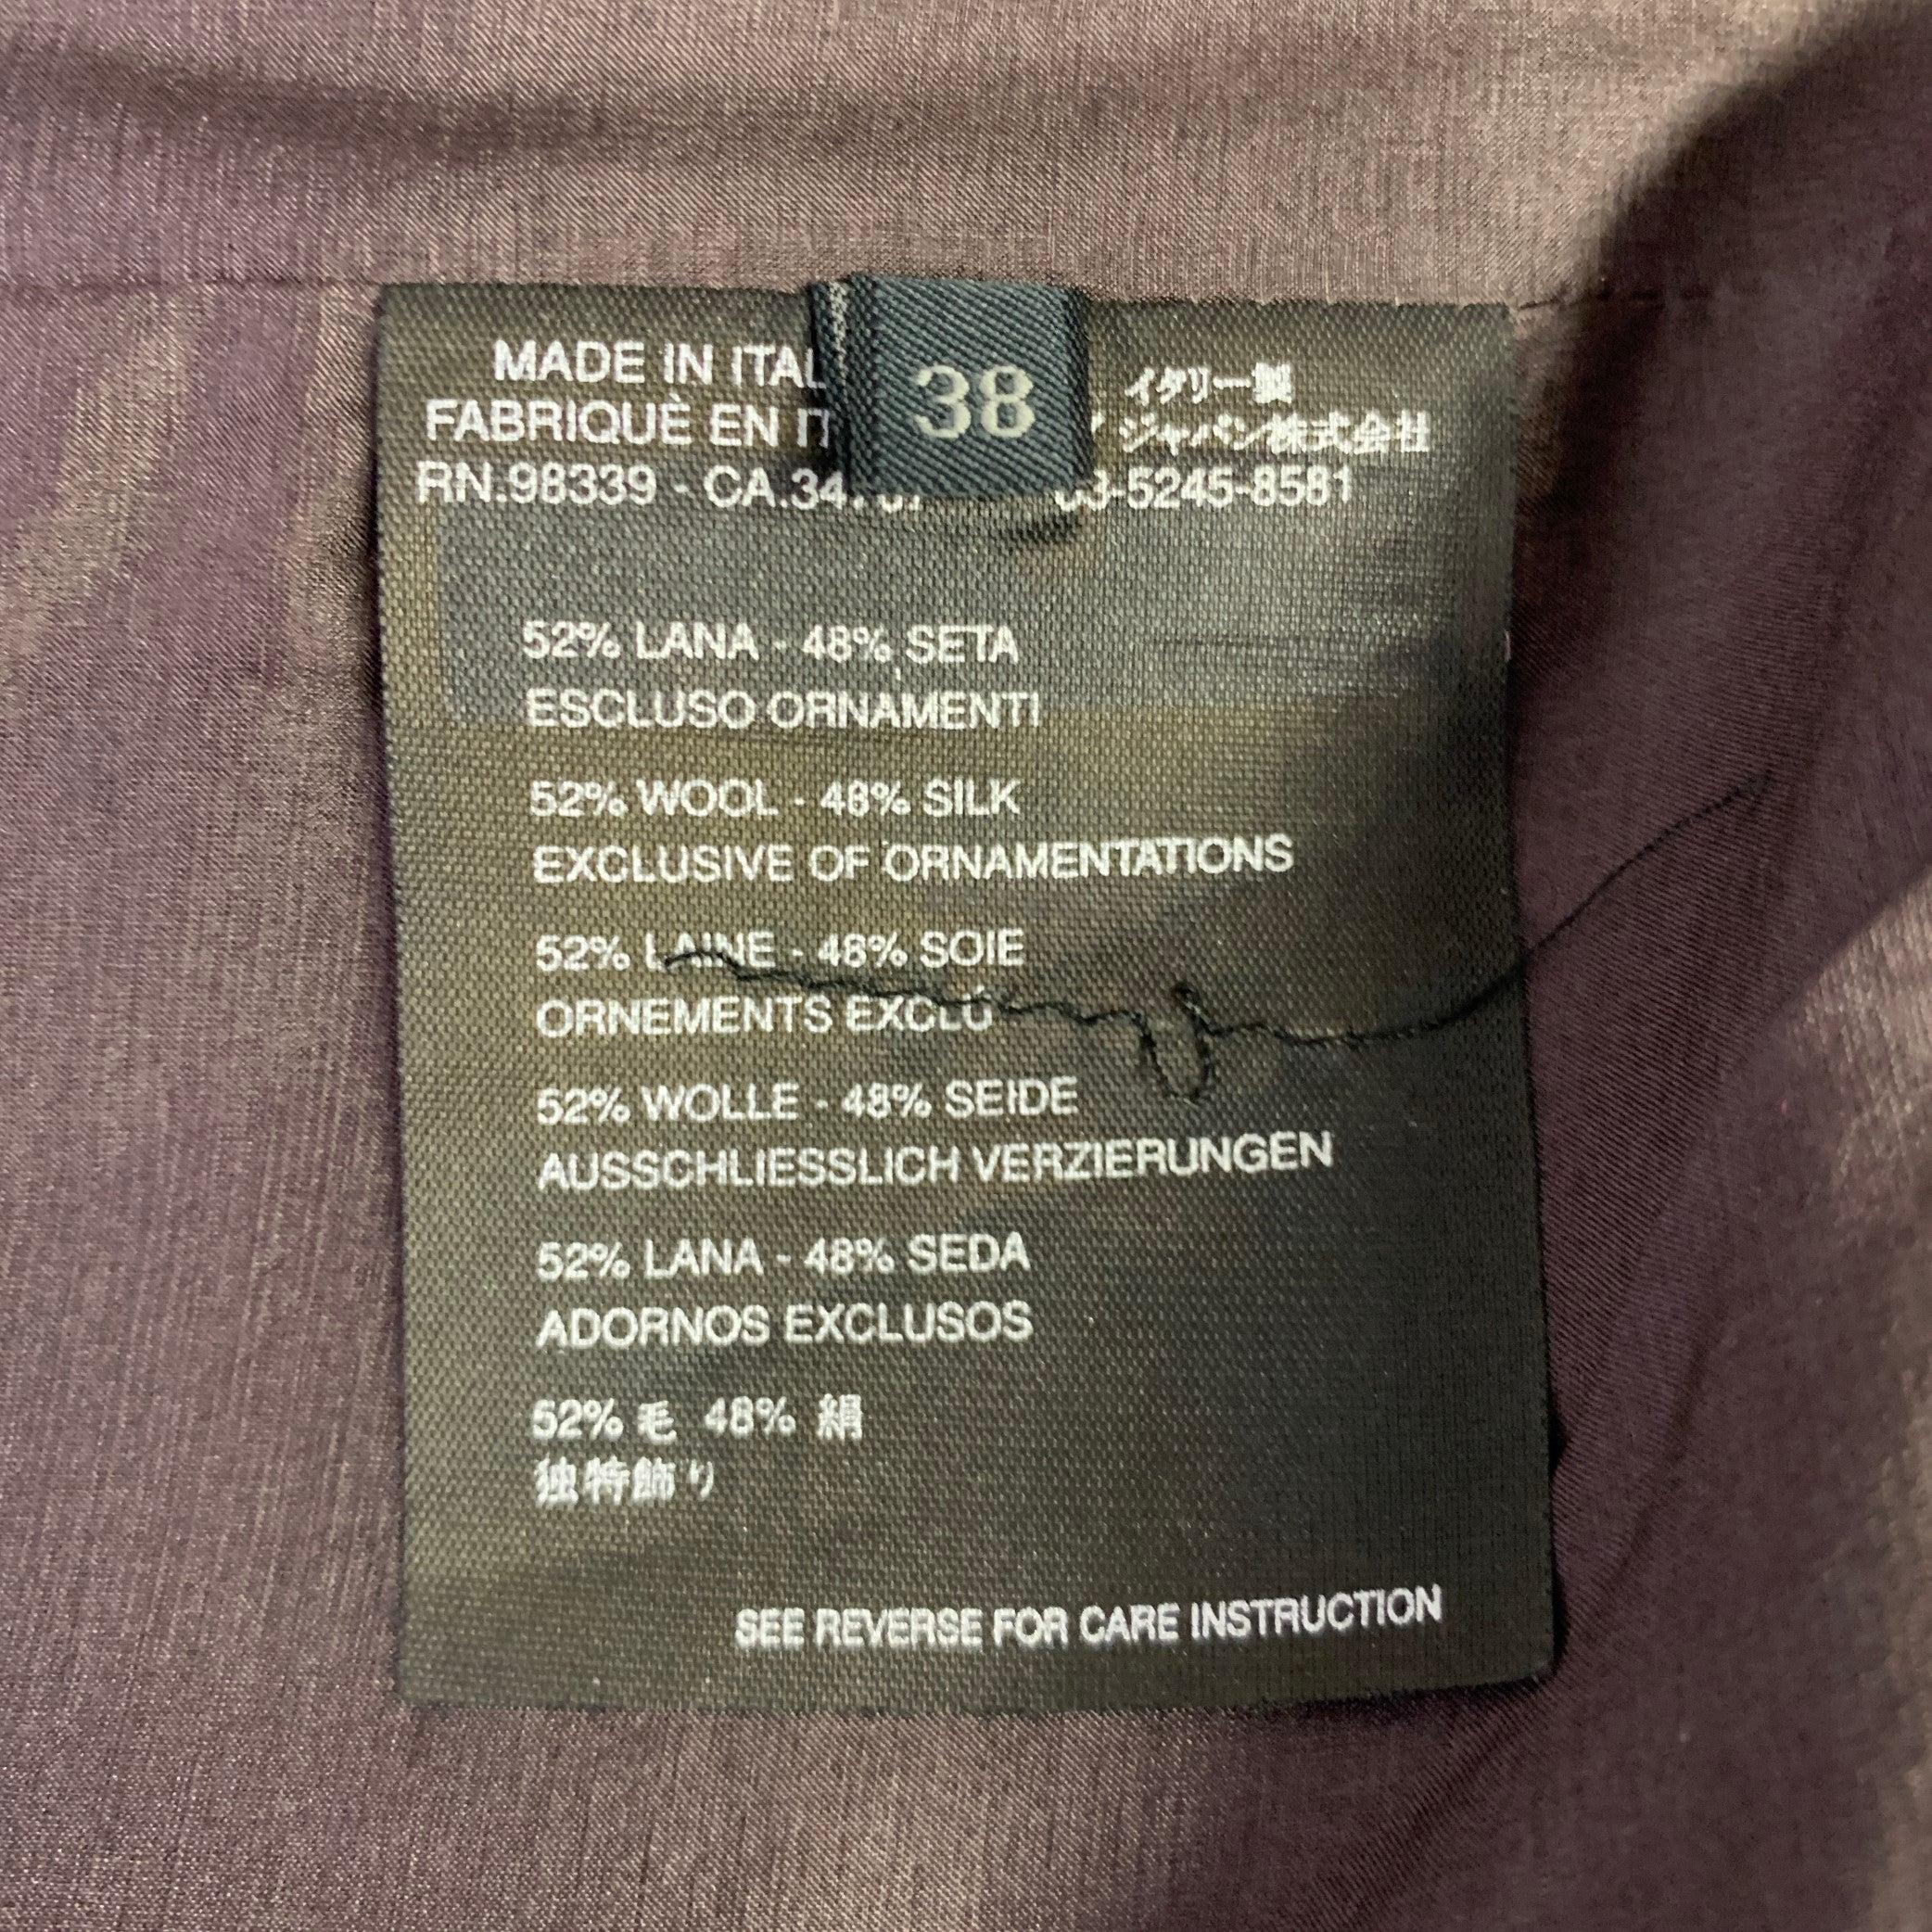 MADE IN ITAL イタリー製
FABRIQUÈ EN IT ジャパン株式会社
RN.98339 - CA. -5245-8581
38
52% LANA - 48% SETA
ESCLUSO ORNAMENTI
52% WOOL - 48% SILK
EXCLUSIVE OF ORNAMENTATIONS
52% LAINE - 48% SOIE
ORNEMENTS EXCLÚ
52% WOLLE - 48% SEIDE
AUSSCHLIESSLICH VERZIERUNGEN
52% LANA - 48% SEDA
ADORNOS EXCLUSOS
52% 毛 48% 絹
独特飾り
SEE REVERSE FOR CARE INSTRUCTION